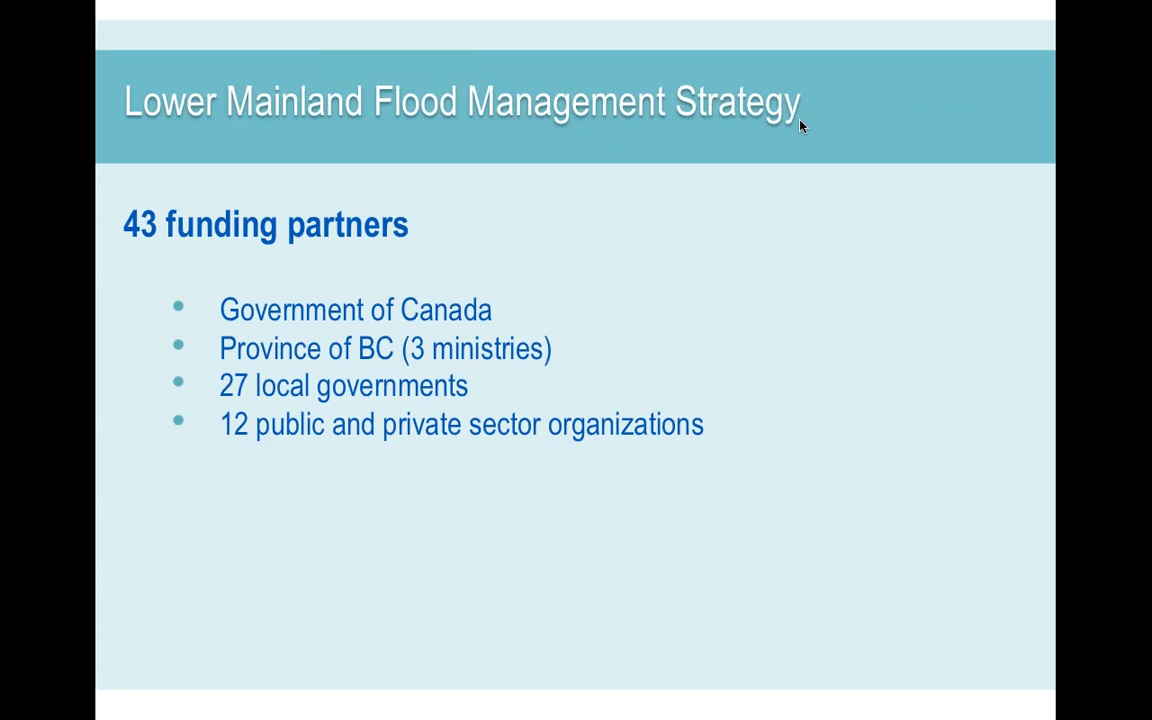 Lower Mainland Flood Management Strategy
43 funding partners
• Government of Canada
• Province of BC (3 ministries)
• 27 local governments
• 12 public and private sector organizations